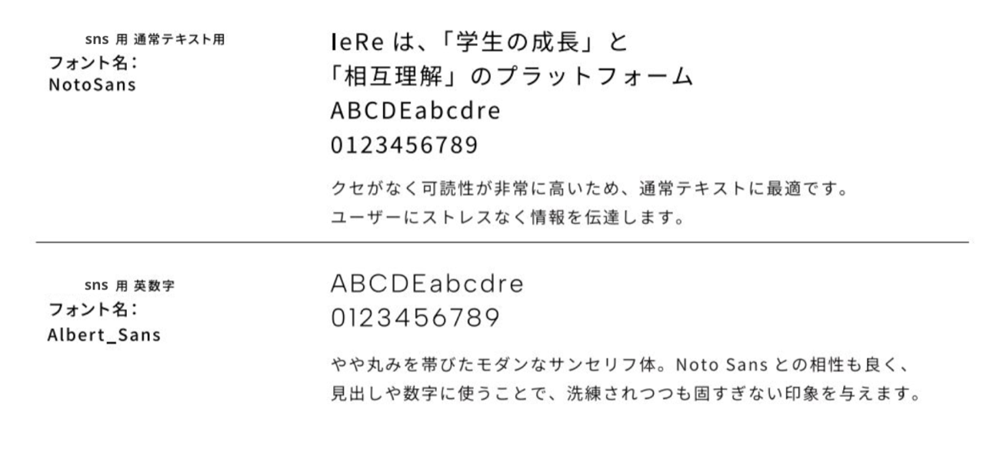 sns 用 通常テキスト用
フォント名：
NotoSans
IeRe は、「学生の成長」と
「相互理解」のプラットフォーム
ABCDEabcdre
0123456789
クセがなく可読性が非常に高いため、通常テキストに最適です。
ユーザーにストレスなく情報を伝達します。
sns 用 英数字
フォント名：
Albert_Sans
ABCDEabcdre
0123456789
やや丸みを帯びたモダンなサンセリフ体。Noto Sans との相性も良く、
見出しや数字に使うことで、洗練されつつも固すぎない印象を与えます。